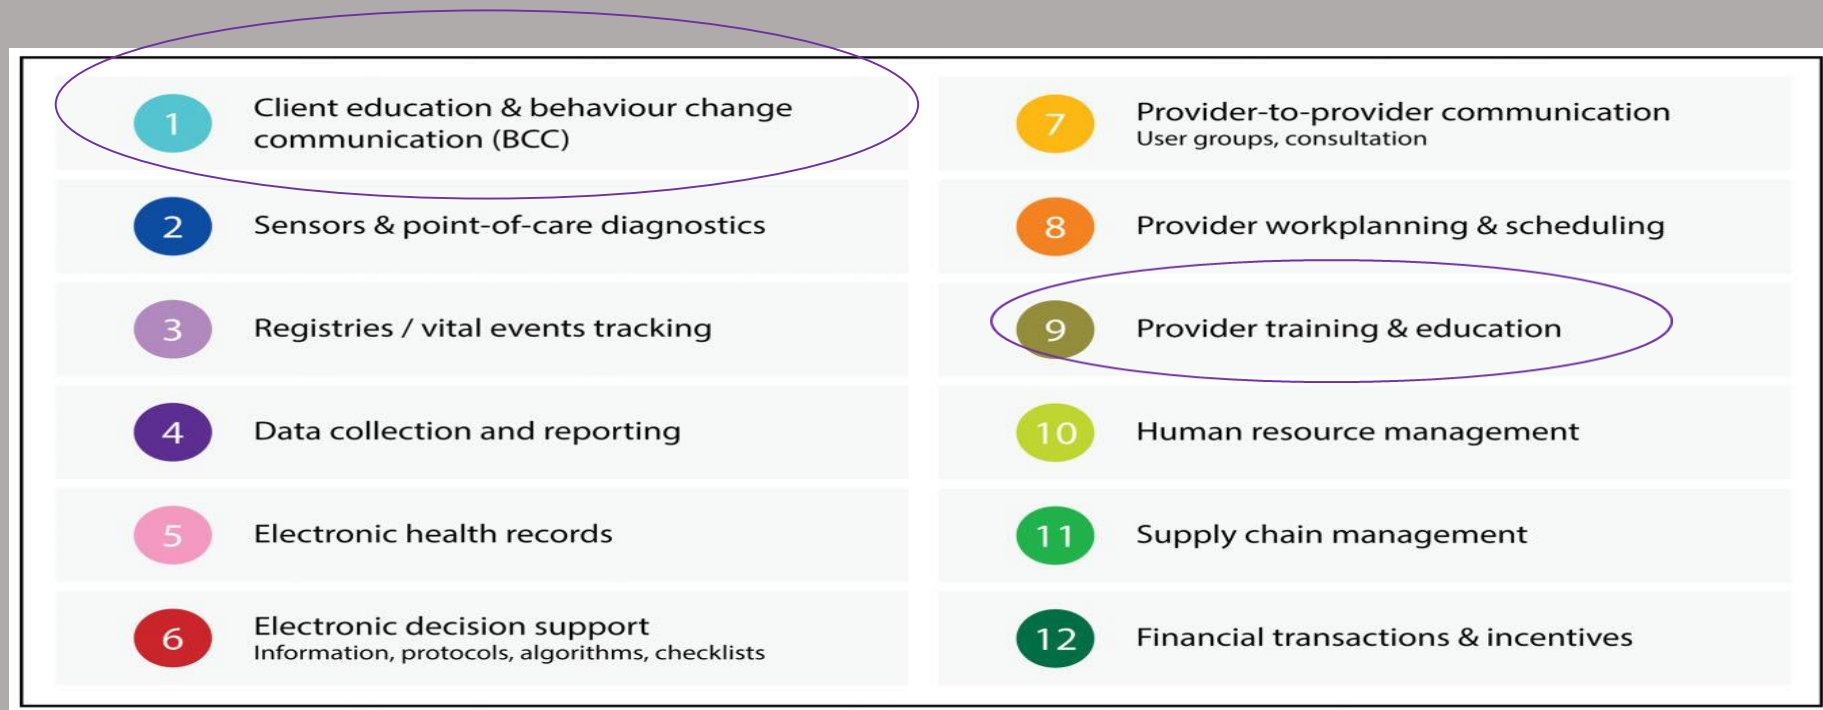 1
Client education & behaviour change
communication (BCC)
2
Sensors & point-of-care diagnostics
3
Registries / vital events tracking
4
Data collection and reporting
5
Electronic health records
6
Electronic decision support
Information, protocols, algorithms, checklists
7
Provider-to-provider communication
User groups, consultation
8
Provider workplanning & scheduling
9
Provider training & education
10
Human resource management
11
Supply chain management
12
Financial transactions & incentives